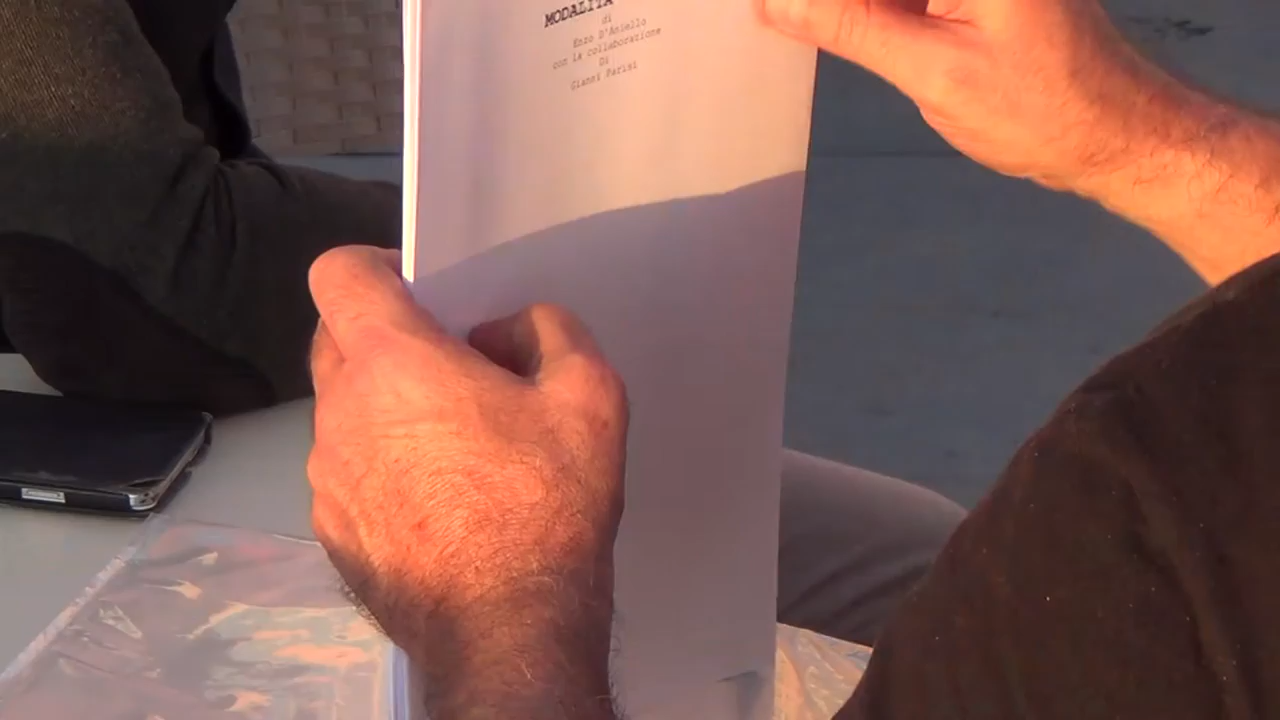 MODALITÀ
di
Enzo D'Aniello
con la collaborazione
Di
Gianni Parisi